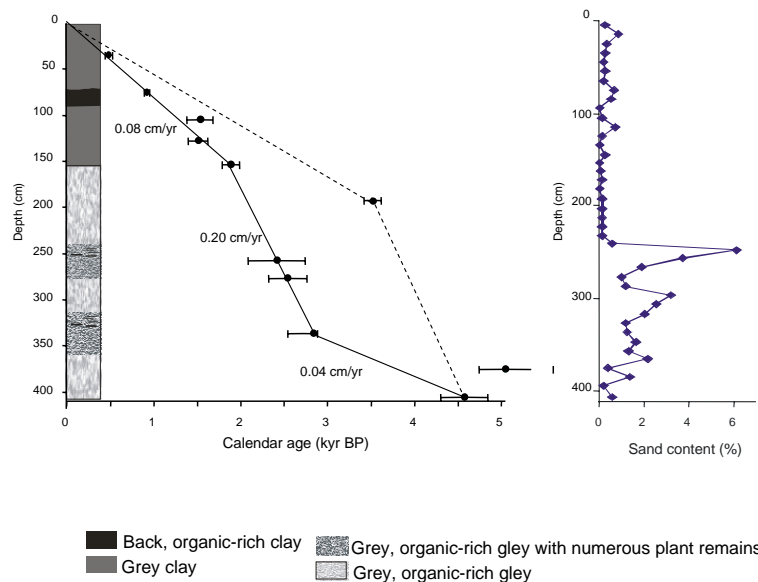 0
50
100
150
200
250
300
350
400
Depth (cm)
0.08 cm/yr
0.20 cm/yr
0.04 cm/yr
0 1 2 3 4 5
Calendar age (kyr BP)
0
100
200
300
400
Depth (cm)
0 2 4 6
Sand content (%)
Back, organic-rich clay
Grey clay
Grey, organic-rich gley with numerous plant remains
Grey, organic-rich gley